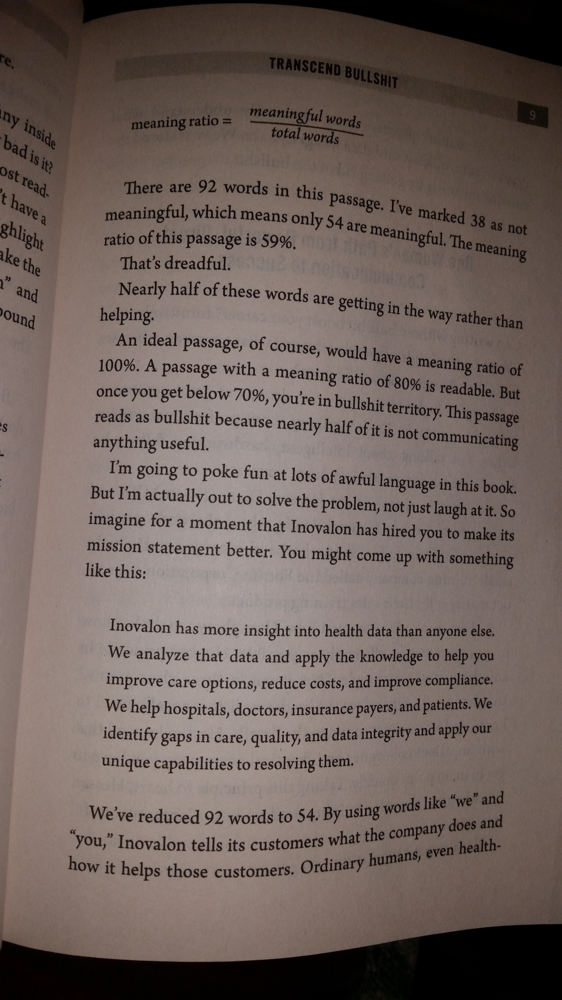 re.
any inside
bad is it?
ost read-
't have a
ghlight
ake the
n” and
ound
es
TRANSCEND BULLSHIT
9
meaning ratio = meaningful words
total words
There are 92 words in this passage. I’ve marked 38 as not
meaningful, which means only 54 are meaningful. The meaning
ratio of this passage is 59%.
That’s dreadful.
Nearly half of these words are getting in the way rather than
helping.
An ideal passage, of course, would have a meaning ratio of
100%. A passage with a meaning ratio of 80% is readable. But
once you get below 70%, you’re in bullshit territory. This passage
reads as bullshit because nearly half of it is not communicating
anything useful.
I’m going to poke fun at lots of awful language in this book.
But I’m actually out to solve the problem, not just laugh at it. So
imagine for a moment that Inovalon has hired you to make its
mission statement better. You might come up with something
like this:
Inovalon has more insight into health data than anyone else.
We analyze that data and apply the knowledge to help you
improve care options, reduce costs, and improve compliance.
We help hospitals, doctors, insurance payers, and patients. We
identify gaps in care, quality, and data integrity and apply our
unique capabilities to resolving them.
We’ve reduced 92 words to 54. By using words like “we” and
“you,” Inovalon tells its customers what the company does and
how it helps those customers. Ordinary humans, even health-